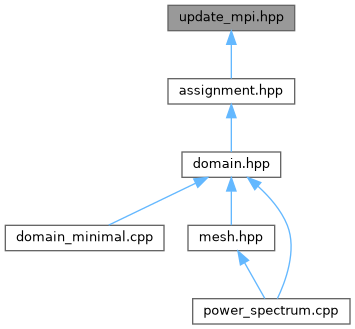 update_mpi.hpp
assignment.hpp
domain.hpp
domain_minimal.cpp
mesh.hpp
power_spectrum.cpp